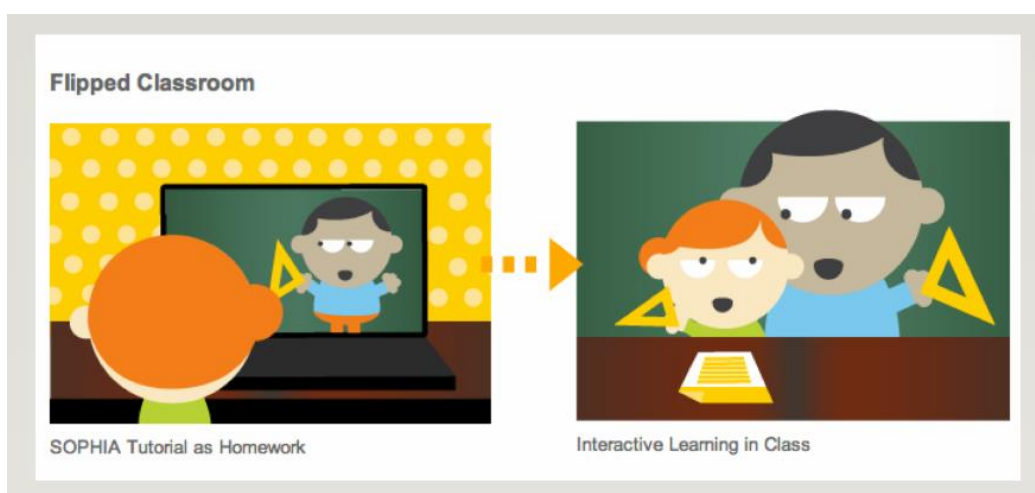 Flipped Classroom
SOPHIA Tutorial as Homework
Interactive Learning in Class